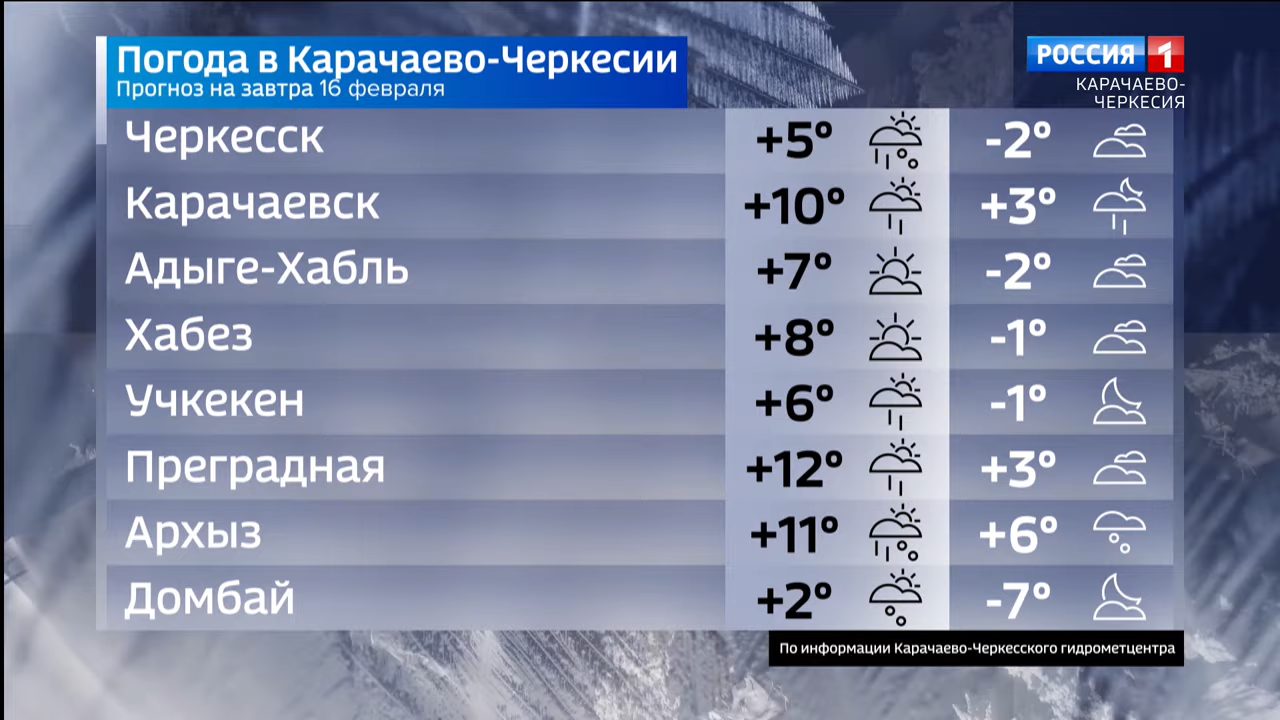 Погода в Карачаево-Черкесии
Прогноз на завтра 16 февраля
РОССИЯ 1
КАРАЧАЕВО-
ЧЕРКЕСИЯ
Черкесск +5° -2°
Карачаевск +10° +3°
Адыге-Хабль +7° -2°
Хабез +8° -1°
Учкекен +6° -1°
Преградная +12° +3°
Архыз +11° +6°
Домбай +2° -7°
По информации Карачаево-Черкесского гидрометцентра